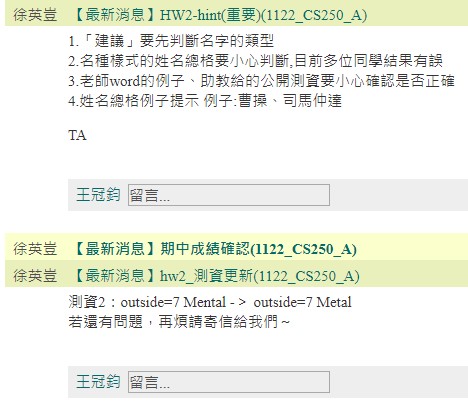 徐英豈 【最新消息】HW2-hint(重要)(1122_CS250_A)
1.「建議」要先判斷名字的類型
2.名種樣式的姓名總格要小心判斷,目前多位同學結果有誤
3.老師word的例子、助教給的公開測資要小心確認是否正確
4.姓名總格例子提示 例子:曹操、司馬仲達
TA
王冠鈞 留言...
徐英豈 【最新消息】期中成績確認(1122_CS250_A)
徐英豈 【最新消息】hw2_測資更新(1122_CS250_A)
測資2：outside=7 Mental - > outside=7 Metal
若還有問題，再煩請寄信給我們～
王冠鈞 留言...